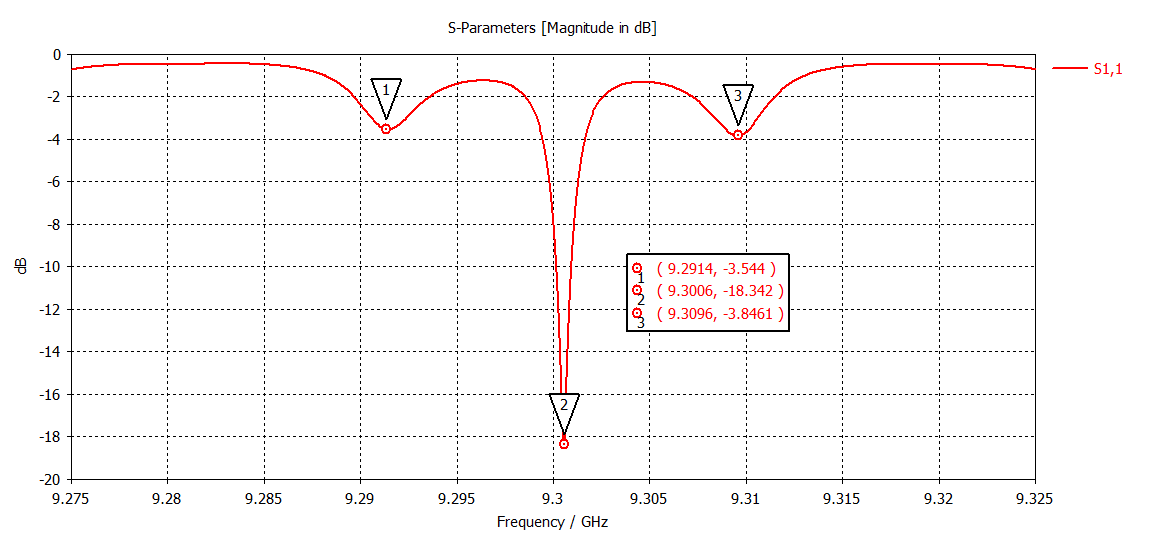 S-Parameters [Magnitude in dB]
S1,1
dB
0
-2
-4
-6
-8
-10
-12
-14
-16
-18
-20
1
2
3
( 9.2914, -3.544 )
1
( 9.3006, -18.342 )
2
( 9.3096, -3.8461 )
3
9.275 9.28 9.285 9.29 9.295 9.3 9.305 9.31 9.315 9.32 9.325
Frequency / GHz